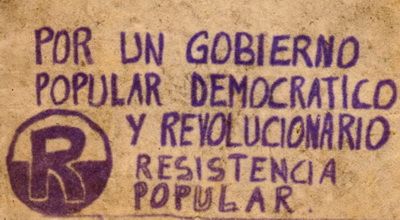 POR UN GOBIERNO
POPULAR DEMOCRATICO
Y REVOLUCIONARIO
R RESISTENCIA
POPULAR